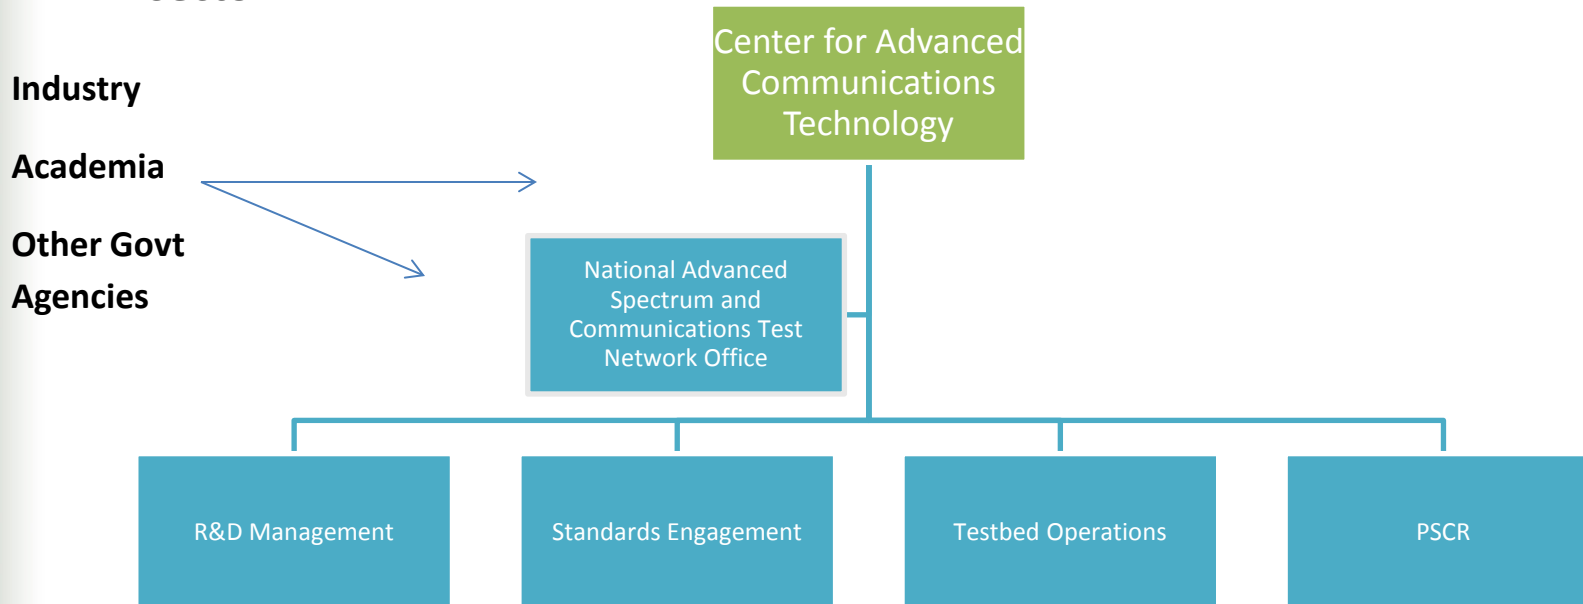 Industry
Academia
Other Govt
Agencies
Center for Advanced
Communications
Technology
National Advanced
Spectrum and
Communications Test
Network Office
R&D Management
Standards Engagement
Testbed Operations
PSCR